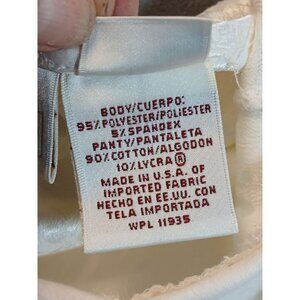 BODY/CUERPO:
95% POLYESTER/POLIESTER
5% SPANDEX
PANTY/PANTALETA
90% COTTON/ALGODON
10% LYCRA®
MADE IN U.S.A. OF
IMPORTED FABRIC
HECHO EN EE.UU. CON
TELA IMPORTADA
WPL 11935